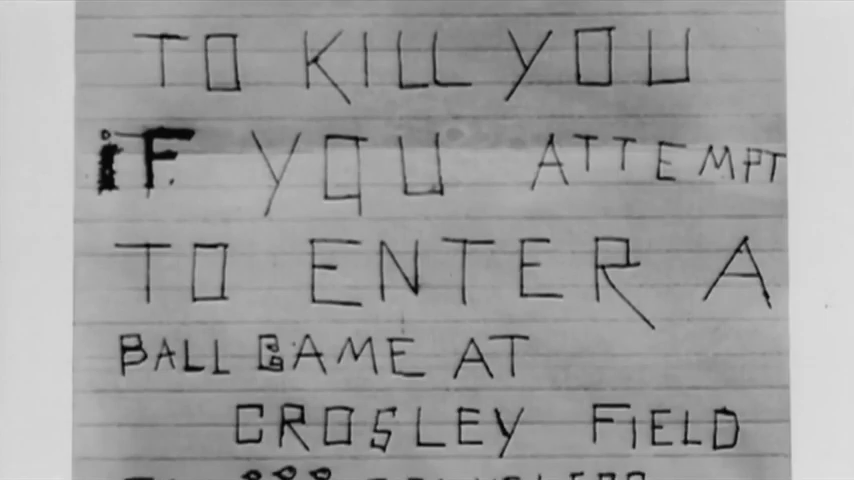 TO KILL YOU
iF YOU ATTEMPT
TO ENTER A
BALL GAME AT
CROSLEY FIELD